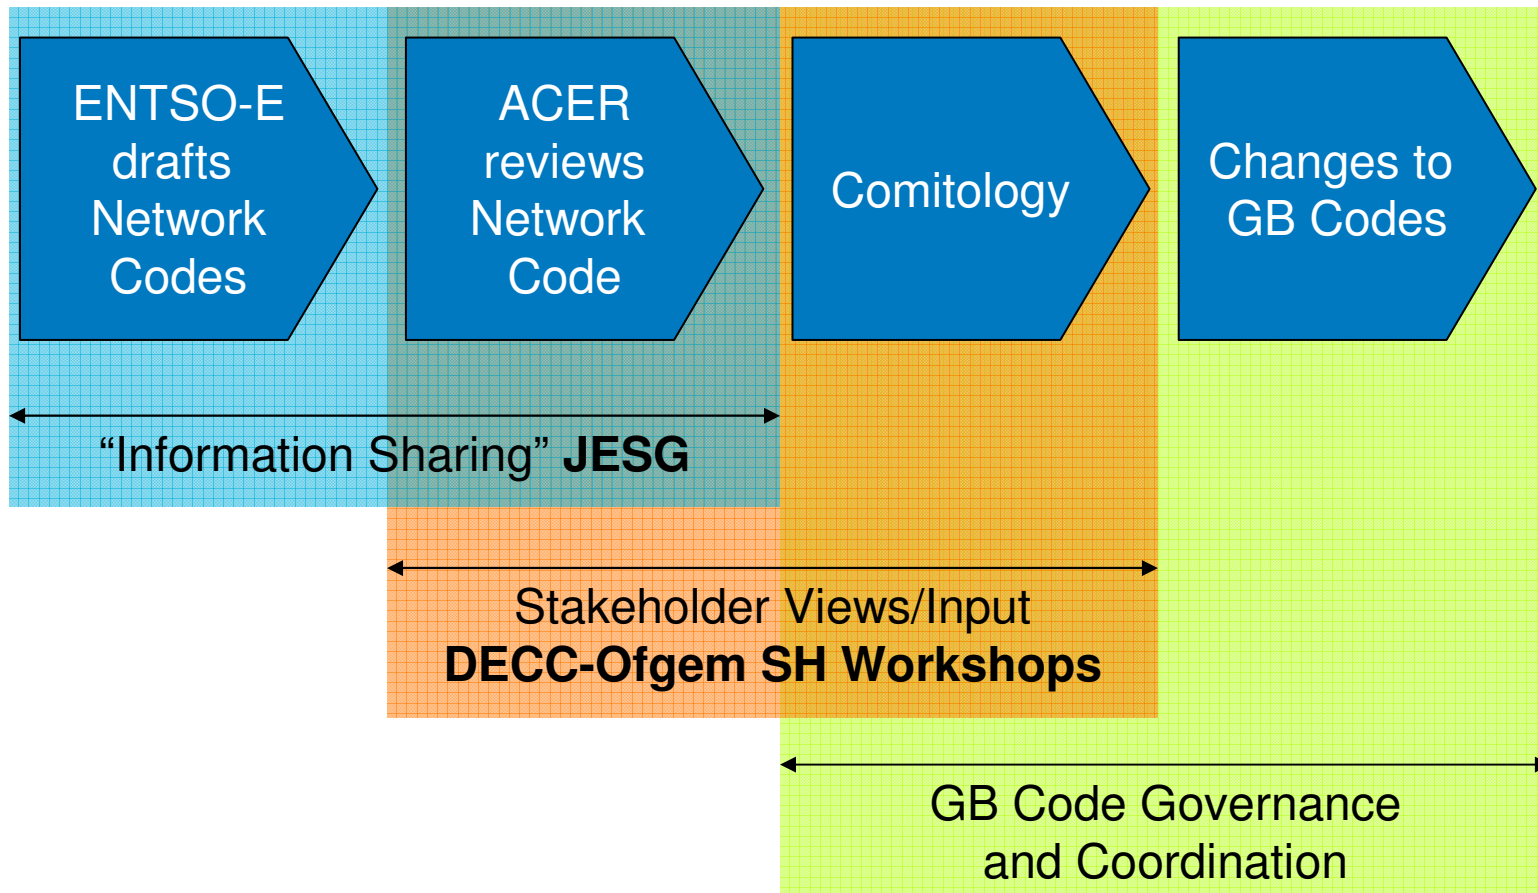 ENTSO-E
drafts
Network
Codes
ACER
reviews
Network
Code
Comitology
Changes to
GB Codes
“Information Sharing” JESG
Stakeholder Views/Input
DECC-Ofgem SH Workshops
GB Code Governance
and Coordination